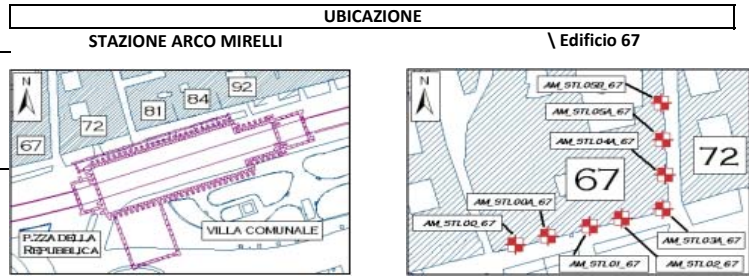 UBICAZIONE
STAZIONE ARCO MIRELLI
\ Edificio 67
N
92
84
81
72
67
P.ZZA DELLA
REPUBBLICA
VILLA COMUNALE
N
AM_STL05B_67
AM_STL05A_67
AM_STL04A_67
67
72
AM_STL00A_67
AM_STL00_67
AM_STL03A_67
AM_STL01_67
AM_STL02_67